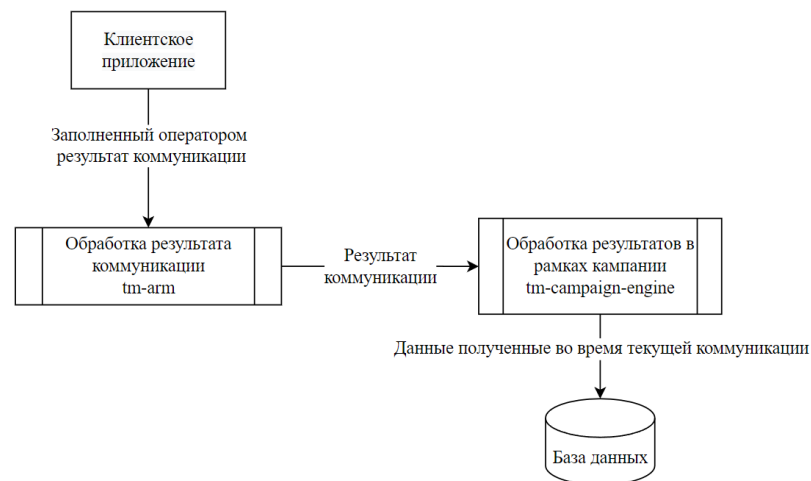 Клиентское
приложение
Заполненный оператором
результат коммуникации
Обработка результата
коммуникации
tm-arm
Результат
коммуникации
Обработка результатов в
рамках кампании
tm-campaign-engine
Данные полученные во время текущей коммуникации
База данных